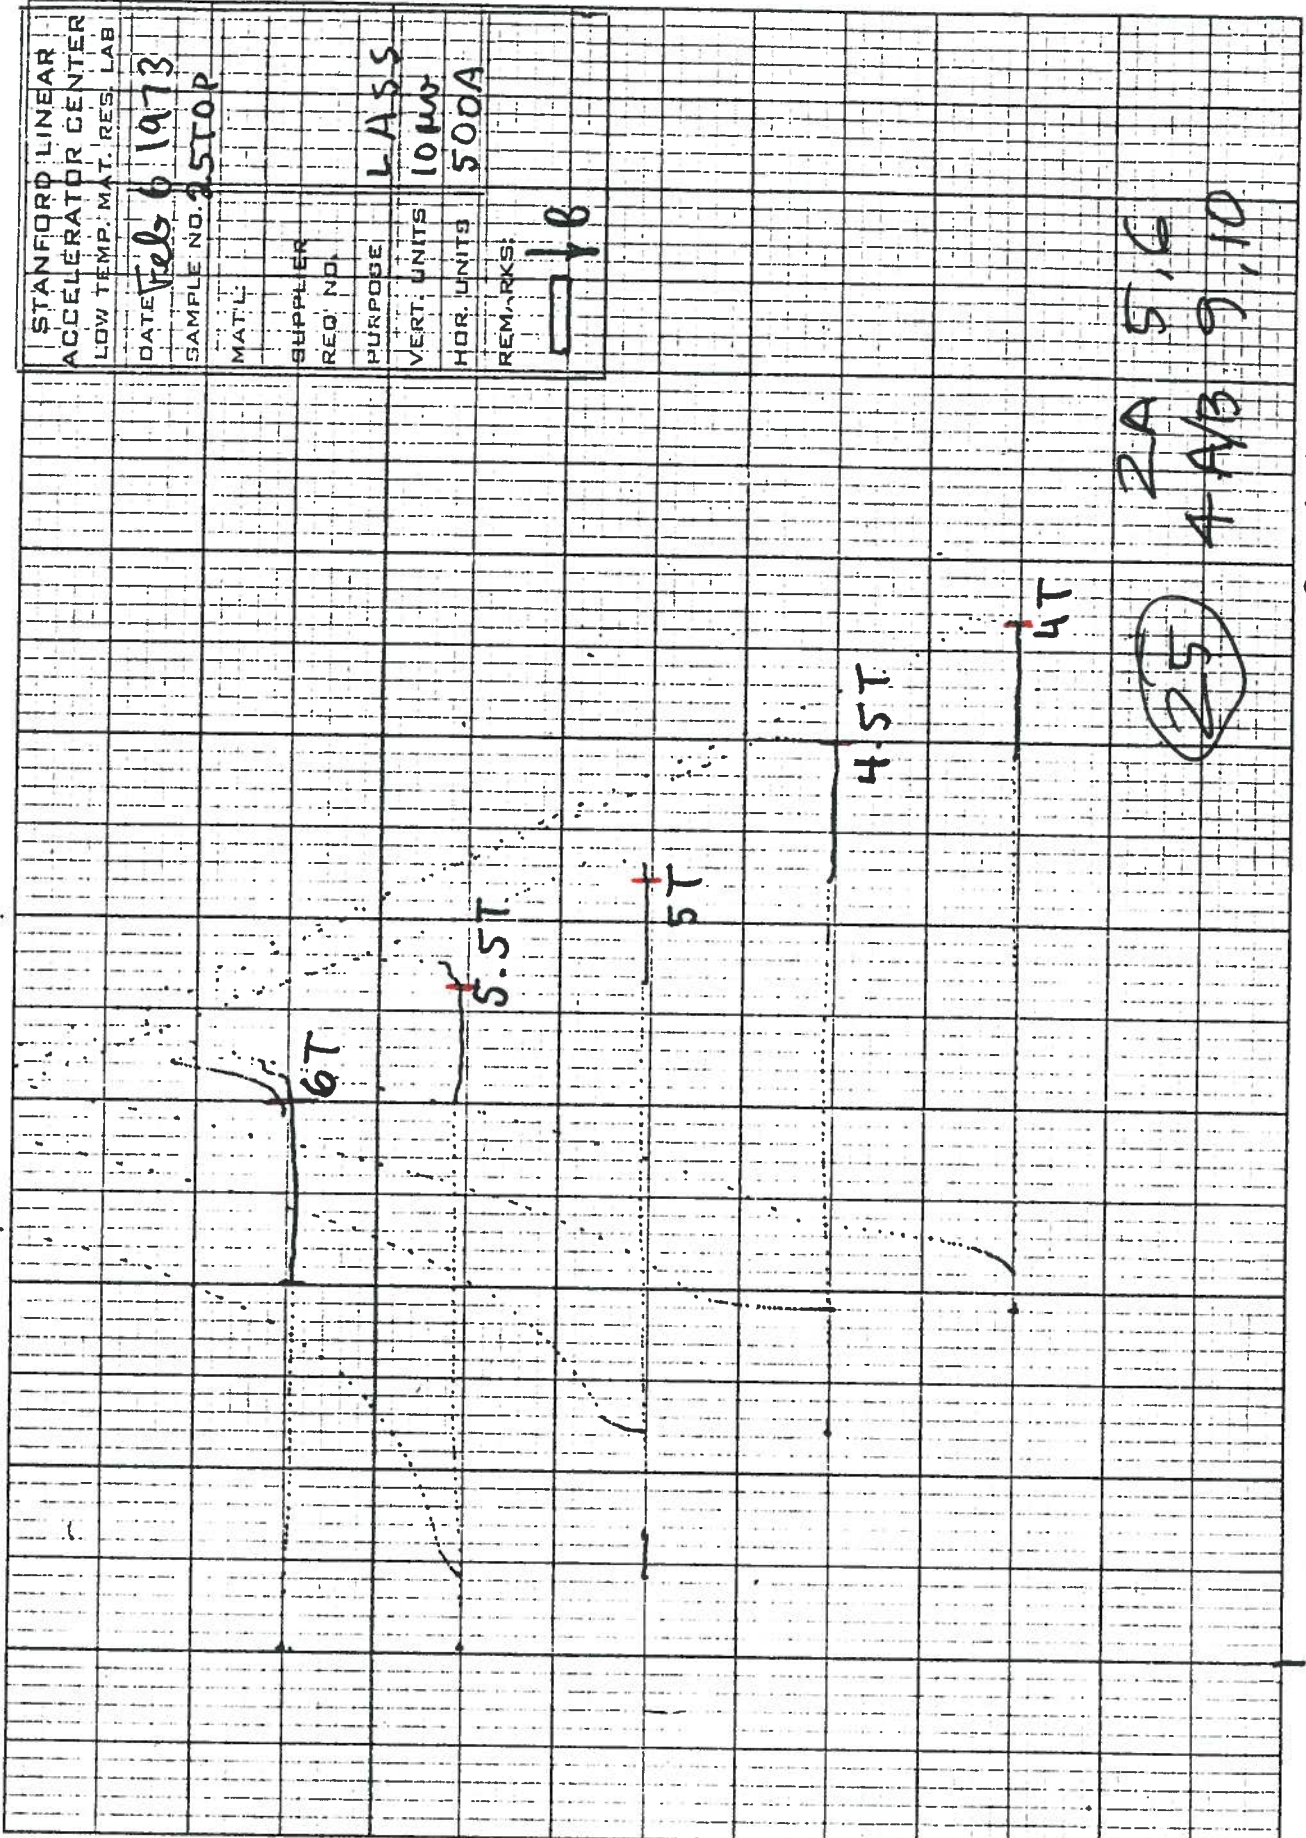 STANFORD LINEAR
ACCELERATOR CENTER
LOW TEMP. MAT. RES. LAB
DATE Feb 6 1973
SAMPLE NO. 25TOP
MAT'L.
SUPPLIER
REQ. NO.
PURPOSE LASS
VERT. UNITS 10 µV
HOR. UNITS 500A
REMARKS:
B
6T
5.5T
5T
4.5T
4T
25
2A 5,6
4 A/B 9,10